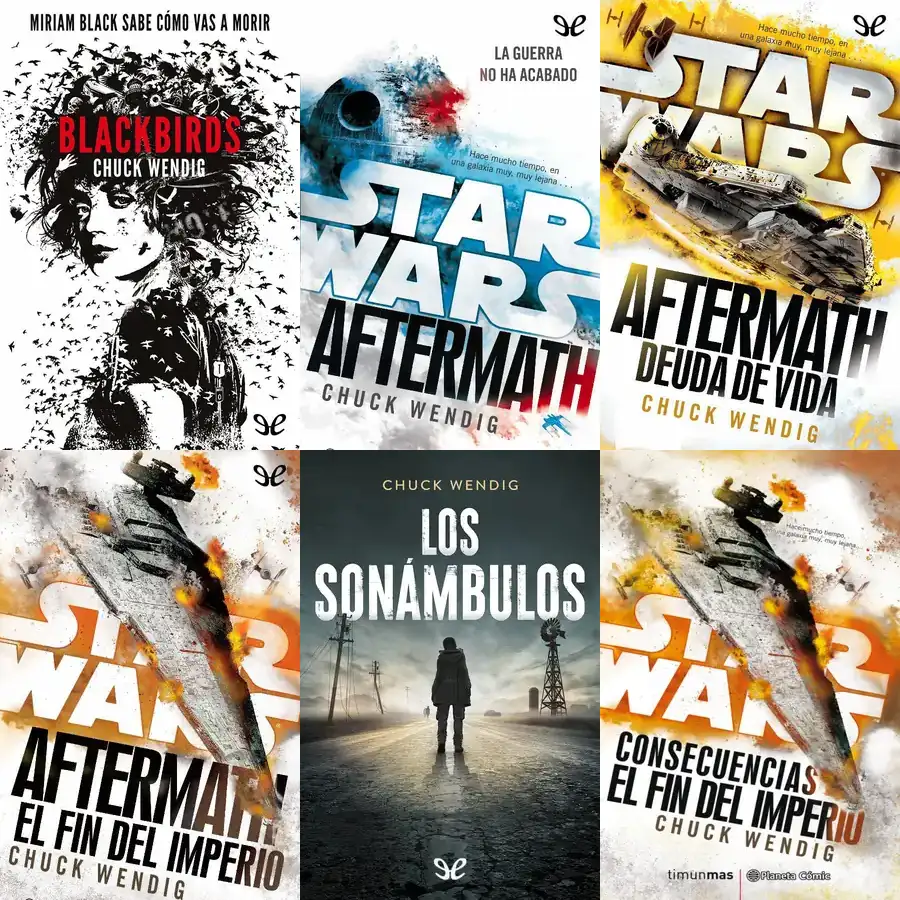 MIRIAM BLACK SABE CÓMO VAS A MORIR
BLACKBIRDS
CHUCK WENDIG
LA GUERRA
NO HA ACABADO
Hace mucho tiempo, en
una galaxia muy, muy lejana . . .
STAR
WARS
AFTERMATH
CHUCK WENDIG
Hace mucho tiempo, en
una galaxia muy, muy lejana . . .
STAR
WARS
AFTERMATH
DEUDA DE VIDA
CHUCK WENDIG
STAR
WARS
AFTERMATH
EL FIN DEL IMPERIO
CHUCK WENDIG
CHUCK WENDIG
LOS
SONÁMBULOS
Hace mucho tiempo,
una galaxia muy, muy lejana...
STAR
WARS
CONSECUENCIAS
EL FIN DEL IMPERIO
CHUCK WENDIG
timunmas
Planeta Cómic